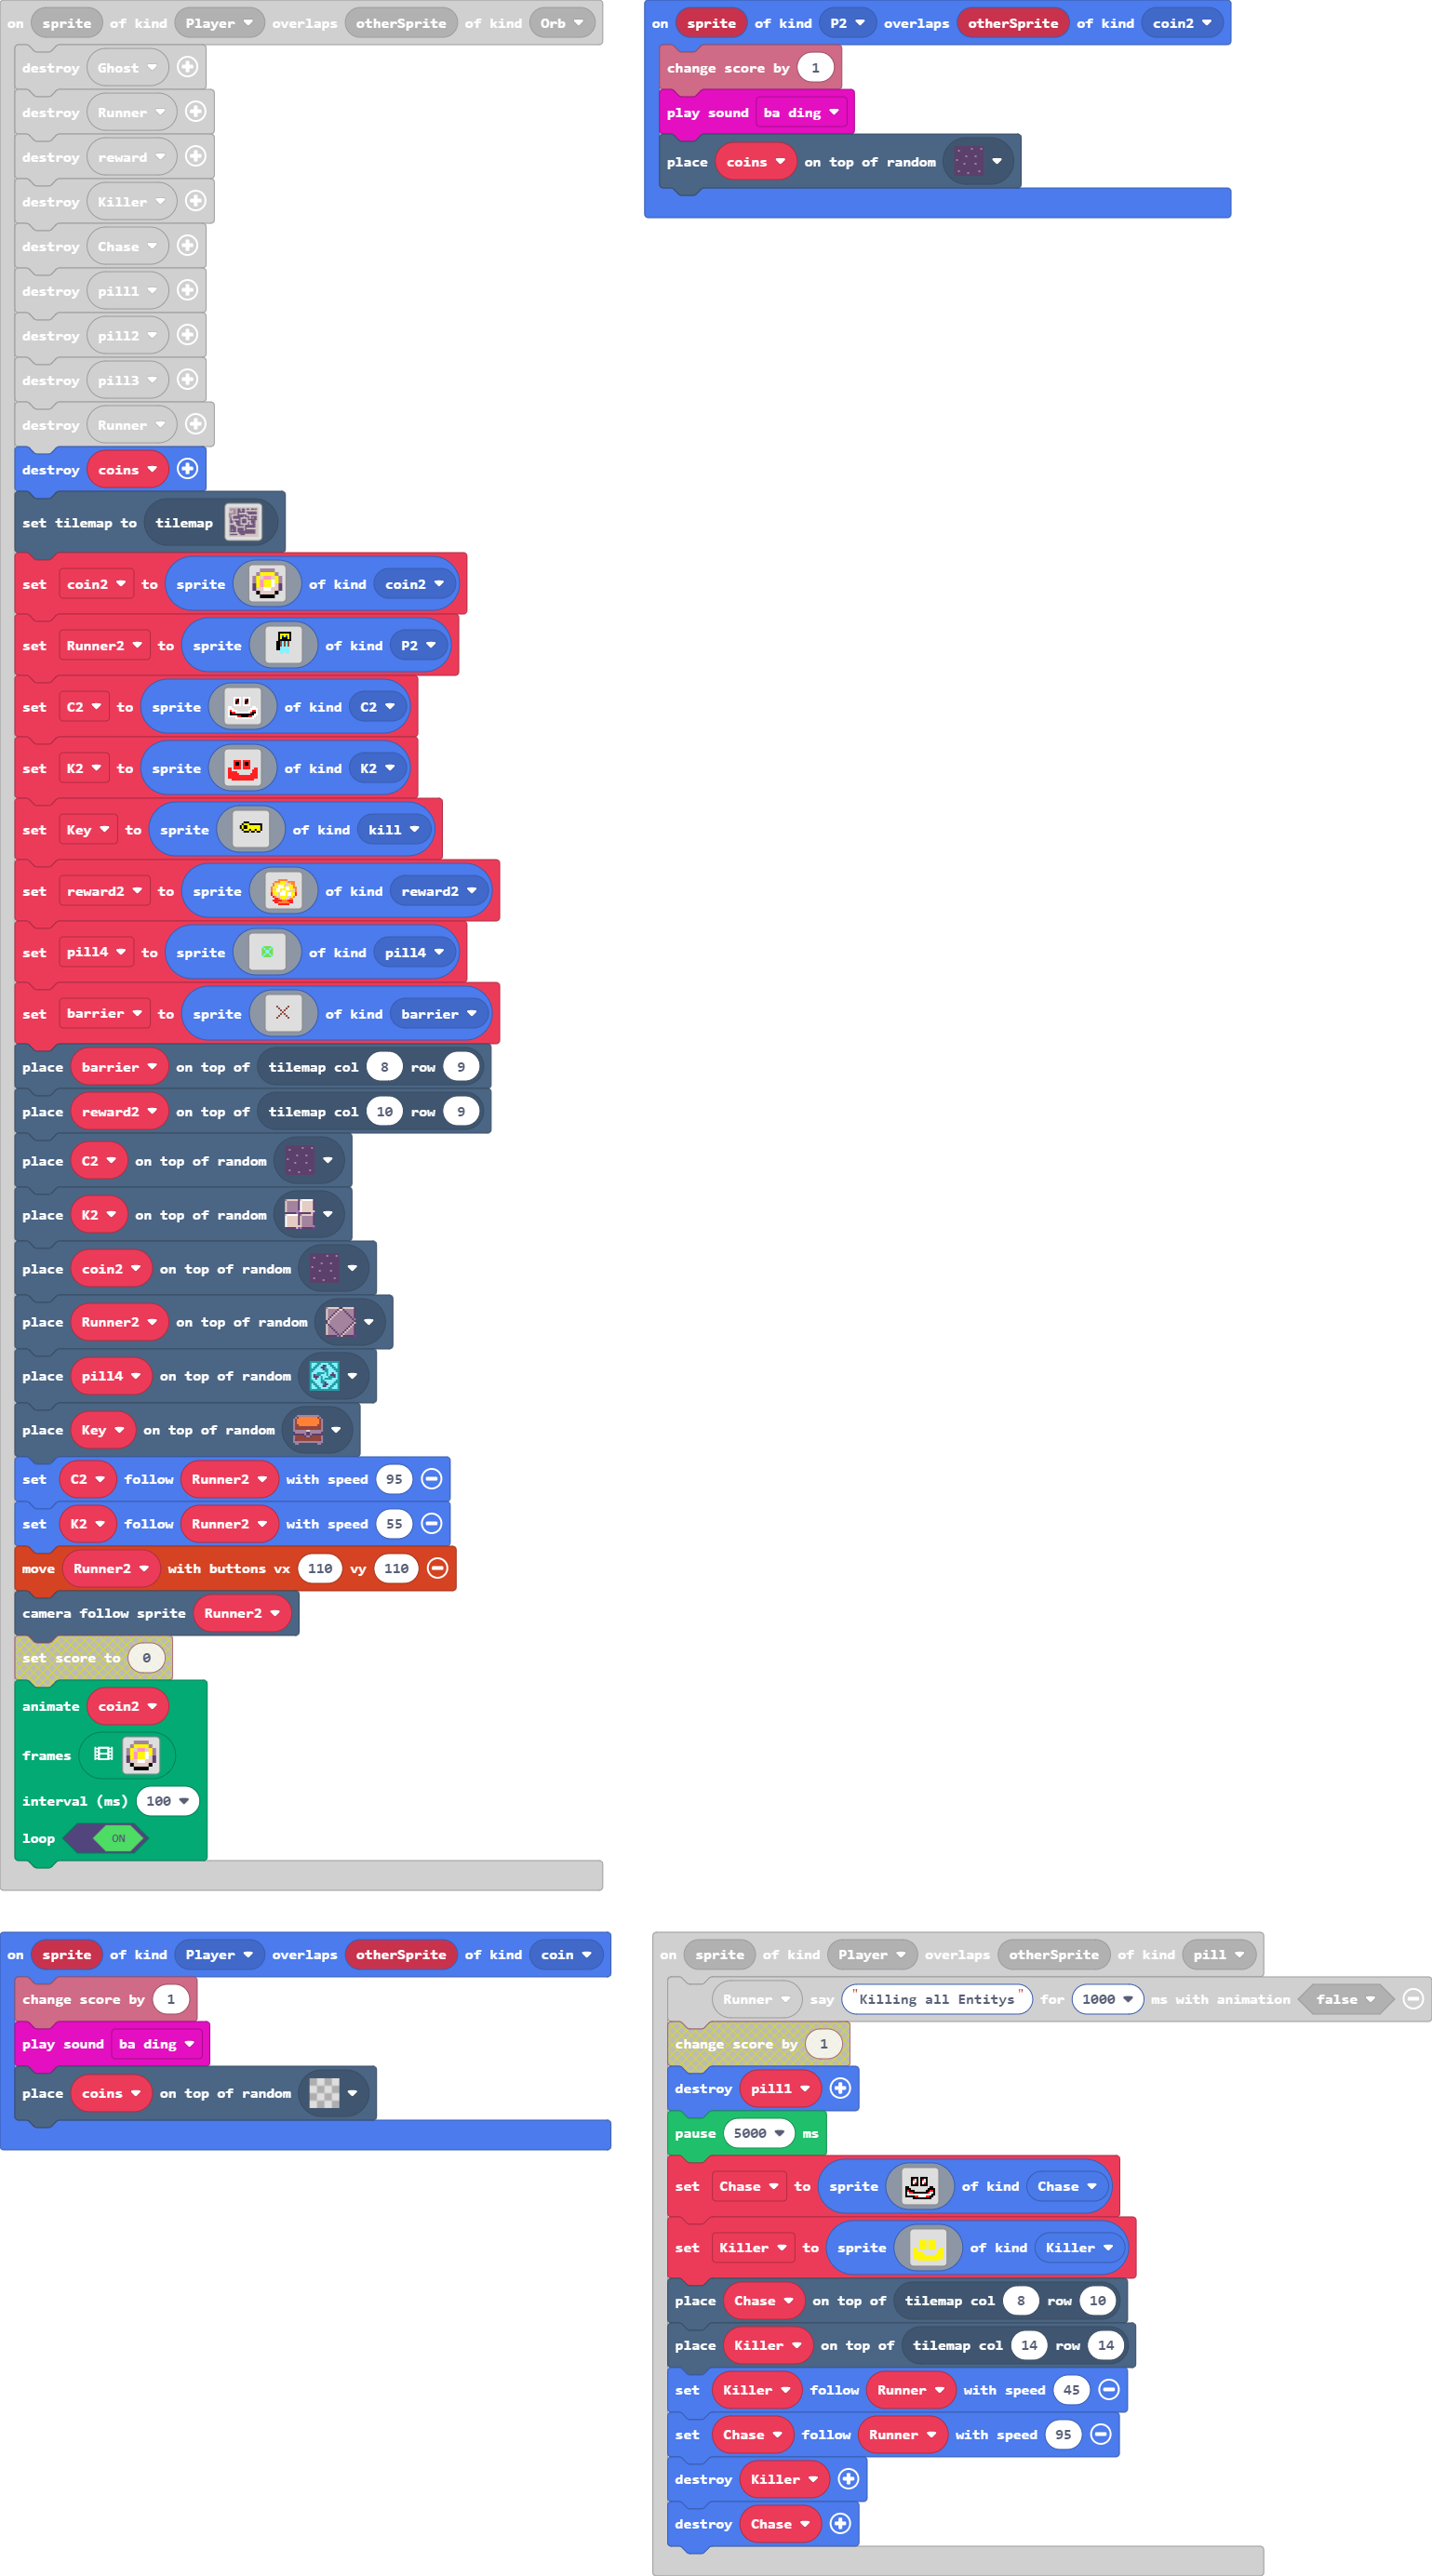 on sprite of kind Player overlaps otherSprite of kind Orb
destroy Ghost
destroy Runner
destroy reward
destroy Killer
destroy Chase
destroy pill1
destroy pill2
destroy pill3
destroy Runner
destroy coins
set tilemap to tilemap
set coin2 to sprite of kind coin2
set Runner2 to sprite of kind P2
set C2 to sprite of kind C2
set K2 to sprite of kind K2
set Key to sprite of kind kill
set reward2 to sprite of kind reward2
set pill4 to sprite of kind pill4
set barrier to sprite of kind barrier
place barrier on top of tilemap col 8 row 9
place reward2 on top of tilemap col 10 row 9
place C2 on top of random
place K2 on top of random
place coin2 on top of random
place Runner2 on top of random
place pill4 on top of random
place Key on top of random
set C2 follow Runner2 with speed 95
set K2 follow Runner2 with speed 55
move Runner2 with buttons vx 110 vy 110
camera follow sprite Runner2
set score to 0
animate coin2
frames
interval (ms) 100
loop ON
on sprite of kind P2 overlaps otherSprite of kind coin2
change score by 1
play sound ba ding
place coins on top of random
on sprite of kind Player overlaps otherSprite of kind coin
change score by 1
play sound ba ding
place coins on top of random
on sprite of kind Player overlaps otherSprite of kind pill
Runner say "Killing all Entitys" for 1000 ms with animation false
change score by 1
destroy pill1
pause 5000 ms
set Chase to sprite of kind Chase
set Killer to sprite of kind Killer
place Chase on top of tilemap col 8 row 10
place Killer on top of tilemap col 14 row 14
set Killer follow Runner with speed 45
set Chase follow Runner with speed 95
destroy Killer
destroy Chase